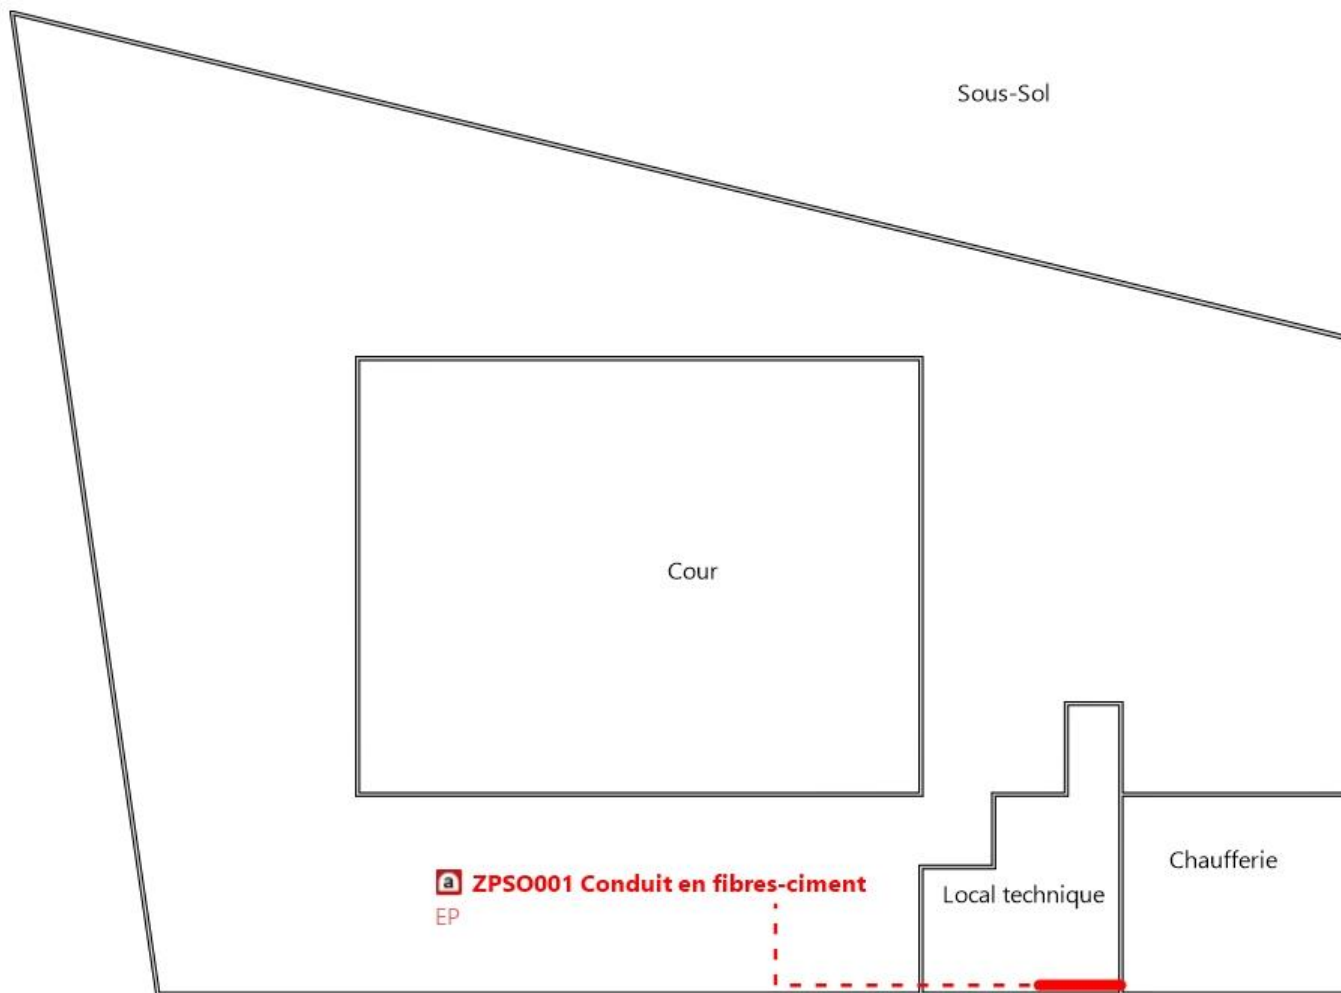 Sous-Sol
Cour
a ZPSO001 Conduit en fibres-ciment
EP
Local technique
Chaufferie